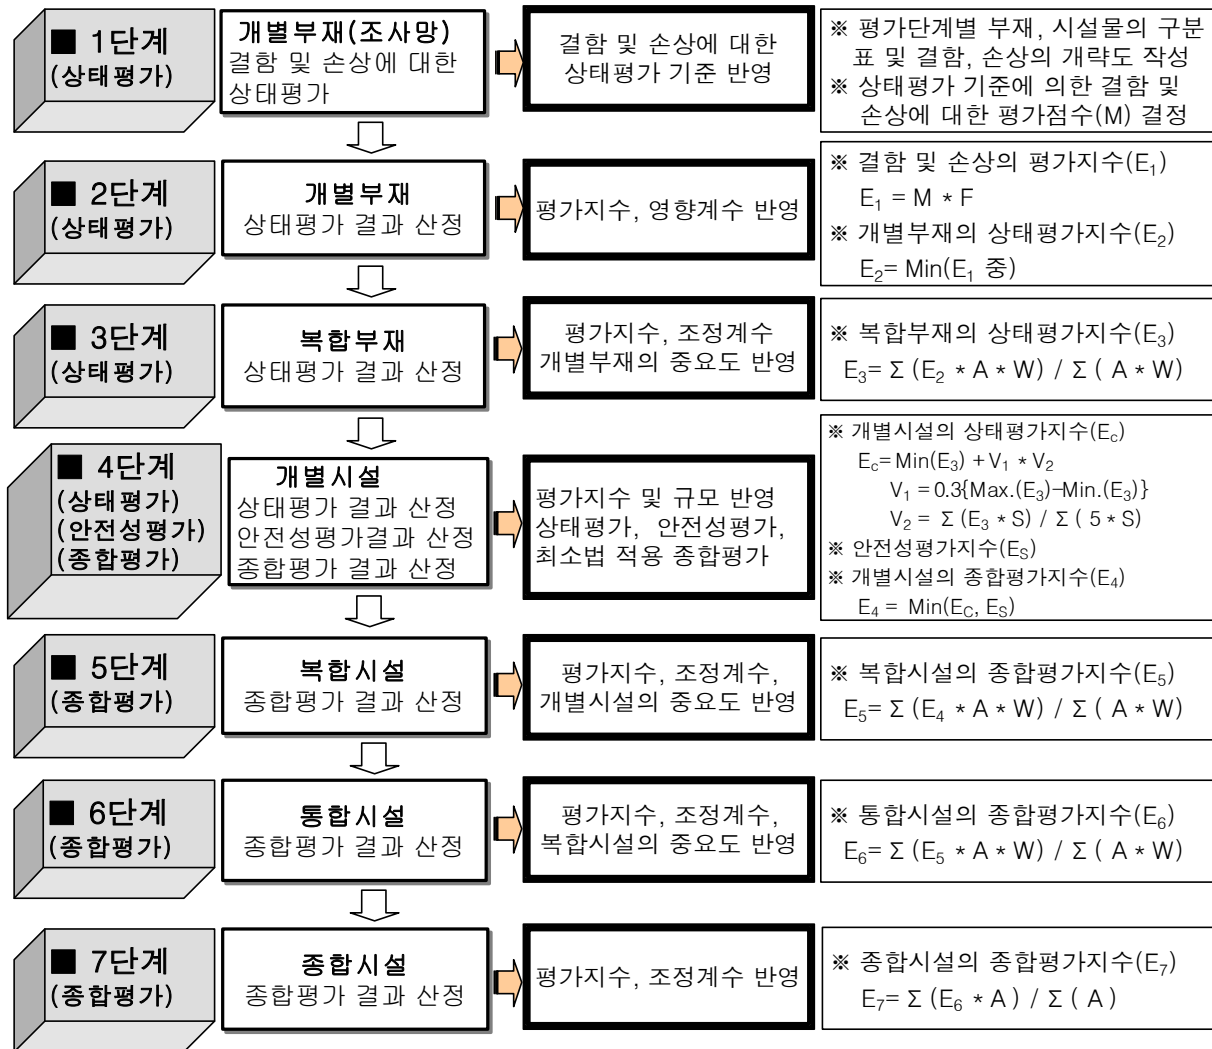 ■ 1단계
(상태평가)
개별부재(조사망)
결함 및 손상에 대한
상태평가
결함 및 손상에 대한
상태평가 기준 반영
※ 평가단계별 부재, 시설물의 구분
표 및 결함, 손상의 개략도 작성
※ 상태평가 기준에 의한 결함 및
손상에 대한 평가점수(M) 결정
■ 2단계
(상태평가)
개별부재
상태평가 결과 산정
평가지수, 영향계수 반영
※ 결함 및 손상의 평가지수(E₁)
E₁ = M * F
※ 개별부재의 상태평가지수(E₂)
E₂= Min(E₁ 중)
■ 3단계
(상태평가)
복합부재
상태평가 결과 산정
평가지수, 조정계수
개별부재의 중요도 반영
※ 복합부재의 상태평가지수(E₃)
E₃= Σ (E₂ * A * W) / Σ ( A * W)
■ 4단계
(상태평가)
(안전성평가)
(종합평가)
개별시설
상태평가 결과 산정
안전성평가결과 산정
종합평가 결과 산정
평가지수 및 규모 반영
상태평가, 안전성평가,
최소법 적용 종합평가
※ 개별시설의 상태평가지수(E_c)
E_c= Min(E₃) + V₁ * V₂
V₁ = 0.3{Max.(E₃)-Min.(E₃)}
V₂ = Σ (E₃ * S) / Σ ( 5 * S)
※ 안전성평가지수(E_S)
※ 개별시설의 종합평가지수(E₄)
E₄ = Min(E_C, E_S)
■ 5단계
(종합평가)
복합시설
종합평가 결과 산정
평가지수, 조정계수,
개별시설의 중요도 반영
※ 복합시설의 종합평가지수(E₅)
E₅= Σ (E₄ * A * W) / Σ ( A * W)
■ 6단계
(종합평가)
통합시설
종합평가 결과 산정
평가지수, 조정계수,
복합시설의 중요도 반영
※ 통합시설의 종합평가지수(E₆)
E₆= Σ (E₅ * A * W) / Σ ( A * W)
■ 7단계
(종합평가)
종합시설
종합평가 결과 산정
평가지수, 조정계수 반영
※ 종합시설의 종합평가지수(E₇)
E₇= Σ (E₆ * A ) / Σ ( A )